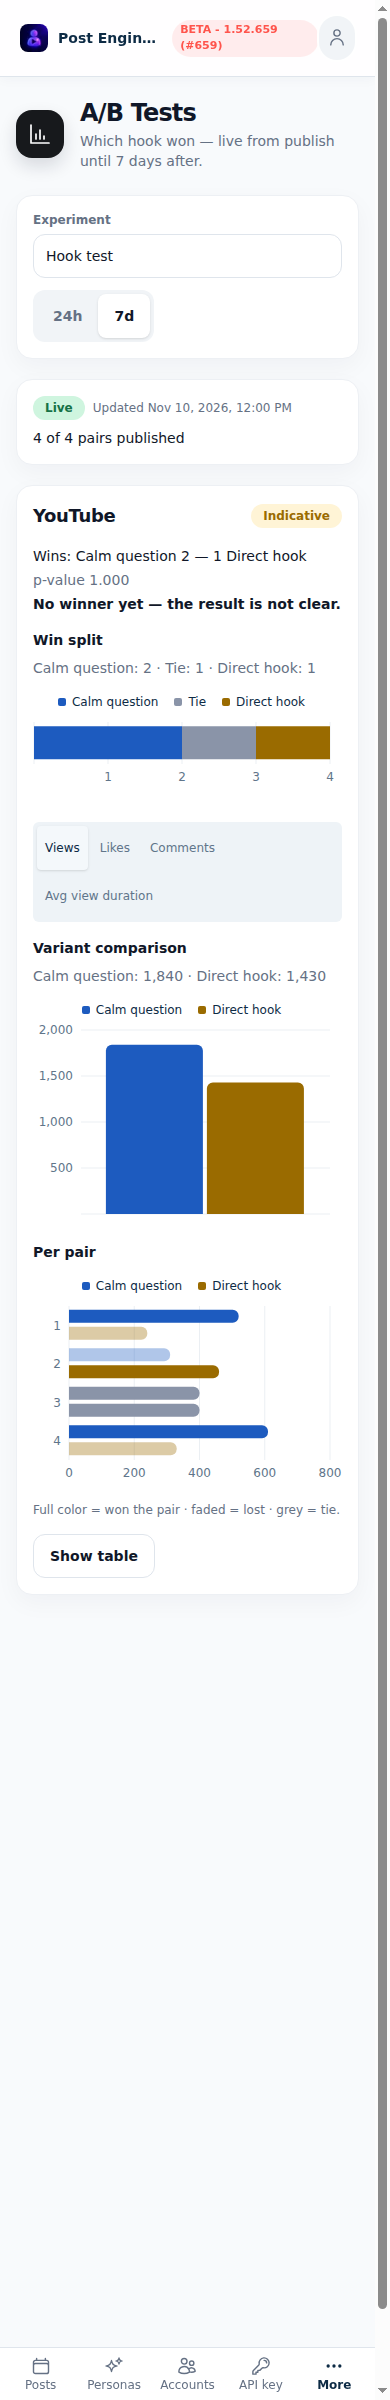 Post Engin…
BETA - 1.52.659
(#659)
A/B Tests
Which hook won — live from publish
until 7 days after.
Experiment
Hook test
24h
7d
Live
Updated Nov 10, 2026, 12:00 PM
4 of 4 pairs published
YouTube
Indicative
Wins: Calm question 2 — 1 Direct hook
p-value 1.000
No winner yet — the result is not clear.
Win split
Calm question: 2 · Tie: 1 · Direct hook: 1
Calm question
Tie
Direct hook
1 2 3 4
Views
Likes
Comments
Avg view duration
Variant comparison
Calm question: 1,840 · Direct hook: 1,430
Calm question
Direct hook
2,000
1,500
1,000
500
Per pair
Calm question
Direct hook
1
2
3
4
0 200 400 600 800
Full color = won the pair · faded = lost · grey = tie.
Show table
Posts
Personas
Accounts
API key
More